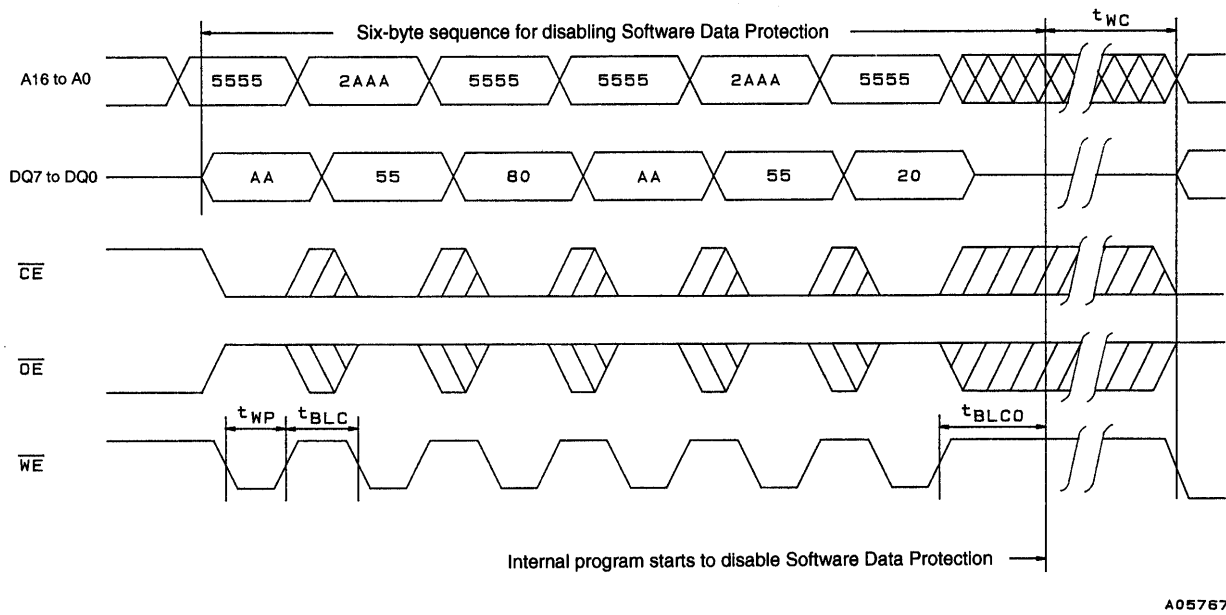 Six-byte sequence for disabling Software Data Protection
tWC
A16 to A0
5555 2AAA 5555 5555 2AAA 5555
DQ7 to DQ0
AA 55 80 AA 55 20
CE
OE
tWP tBLC tBLCO
WE
Internal program starts to disable Software Data Protection
A05767